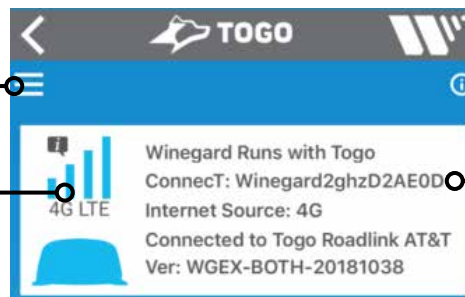 TOGO
Winegard Runs with Togo
ConnecT: Winegard2ghzD2AE0D
4G LTE
Internet Source: 4G
Connected to Togo Roadlink AT&T
Ver: WGEX-BOTH-20181038